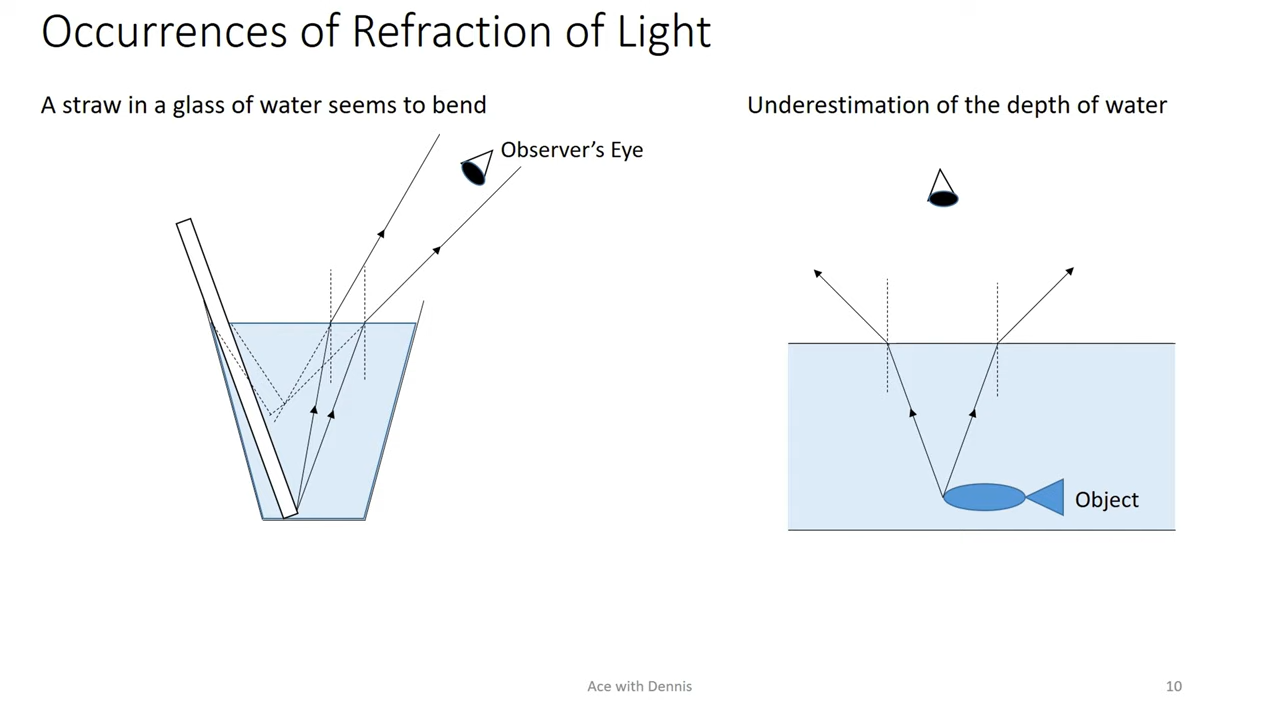 Occurrences of Refraction of Light
A straw in a glass of water seems to bend
Observer’s Eye
Underestimation of the depth of water
Object
Ace with Dennis
10